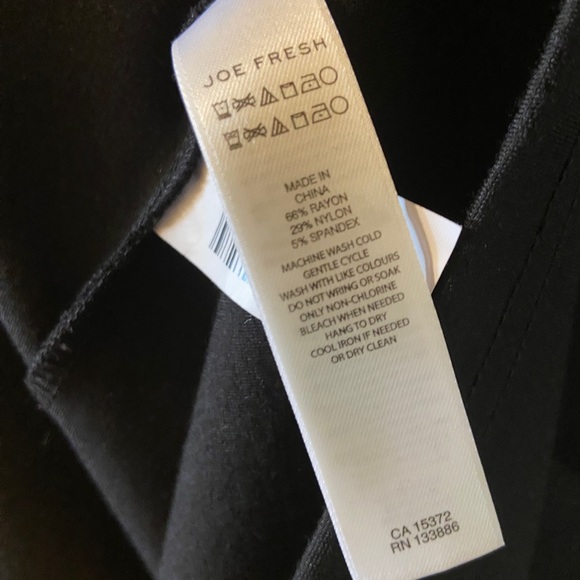 JOE FRESH
MADE IN
CHINA
66% RAYON
29% NYLON
5% SPANDEX
MACHINE WASH COLD
GENTLE CYCLE
WASH WITH LIKE COLOURS
DO NOT WRING OR SOAK
ONLY NON-CHLORINE
BLEACH WHEN NEEDED
HANG TO DRY
COOL IRON IF NEEDED
OR DRY CLEAN
CA 15372
RN 133886